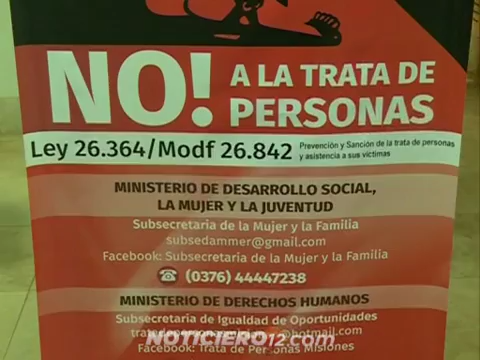 NO! A LA TRATA DE
PERSONAS
Ley 26.364/Modf 26.842 Prevención y Sanción de la trata de personas
y asistencia a sus víctimas
MINISTERIO DE DESARROLLO SOCIAL,
LA MUJER Y LA JUVENTUD
Subsecretaria de la Mujer y la Familia
subsedammer@gmail.com
Facebook: Subsecretaria de la Mujer y la Familia
(0376) 44447238
MINISTERIO DE DERECHOS HUMANOS
Subsecretaria de Igualdad de Oportunidades
NOTICIERO12.com
Facebook: Trata de Personas Misiones